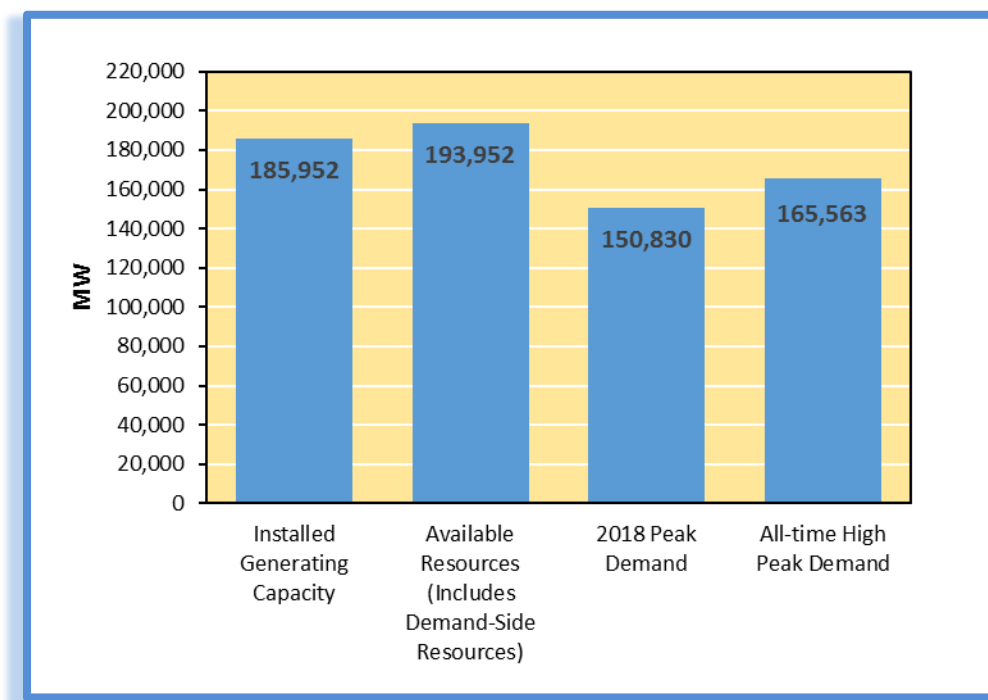 220,000
200,000
180,000
160,000
140,000
120,000
100,000
80,000
60,000
40,000
20,000
0
MW
185,952
193,952
150,830
165,563
Installed
Generating
Capacity
Available
Resources
(Includes
Demand-Side
Resources)
2018 Peak
Demand
All-time High
Peak Demand